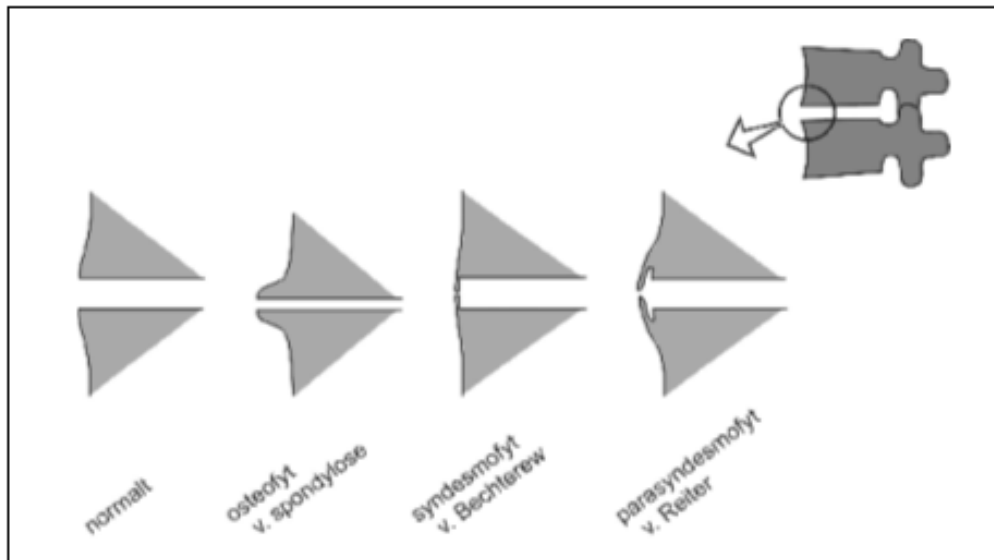 normalt
osteofyt
v. spondylose
syndesmofyt
v. Bechterew
parasyndesmofyt
v. Reiter